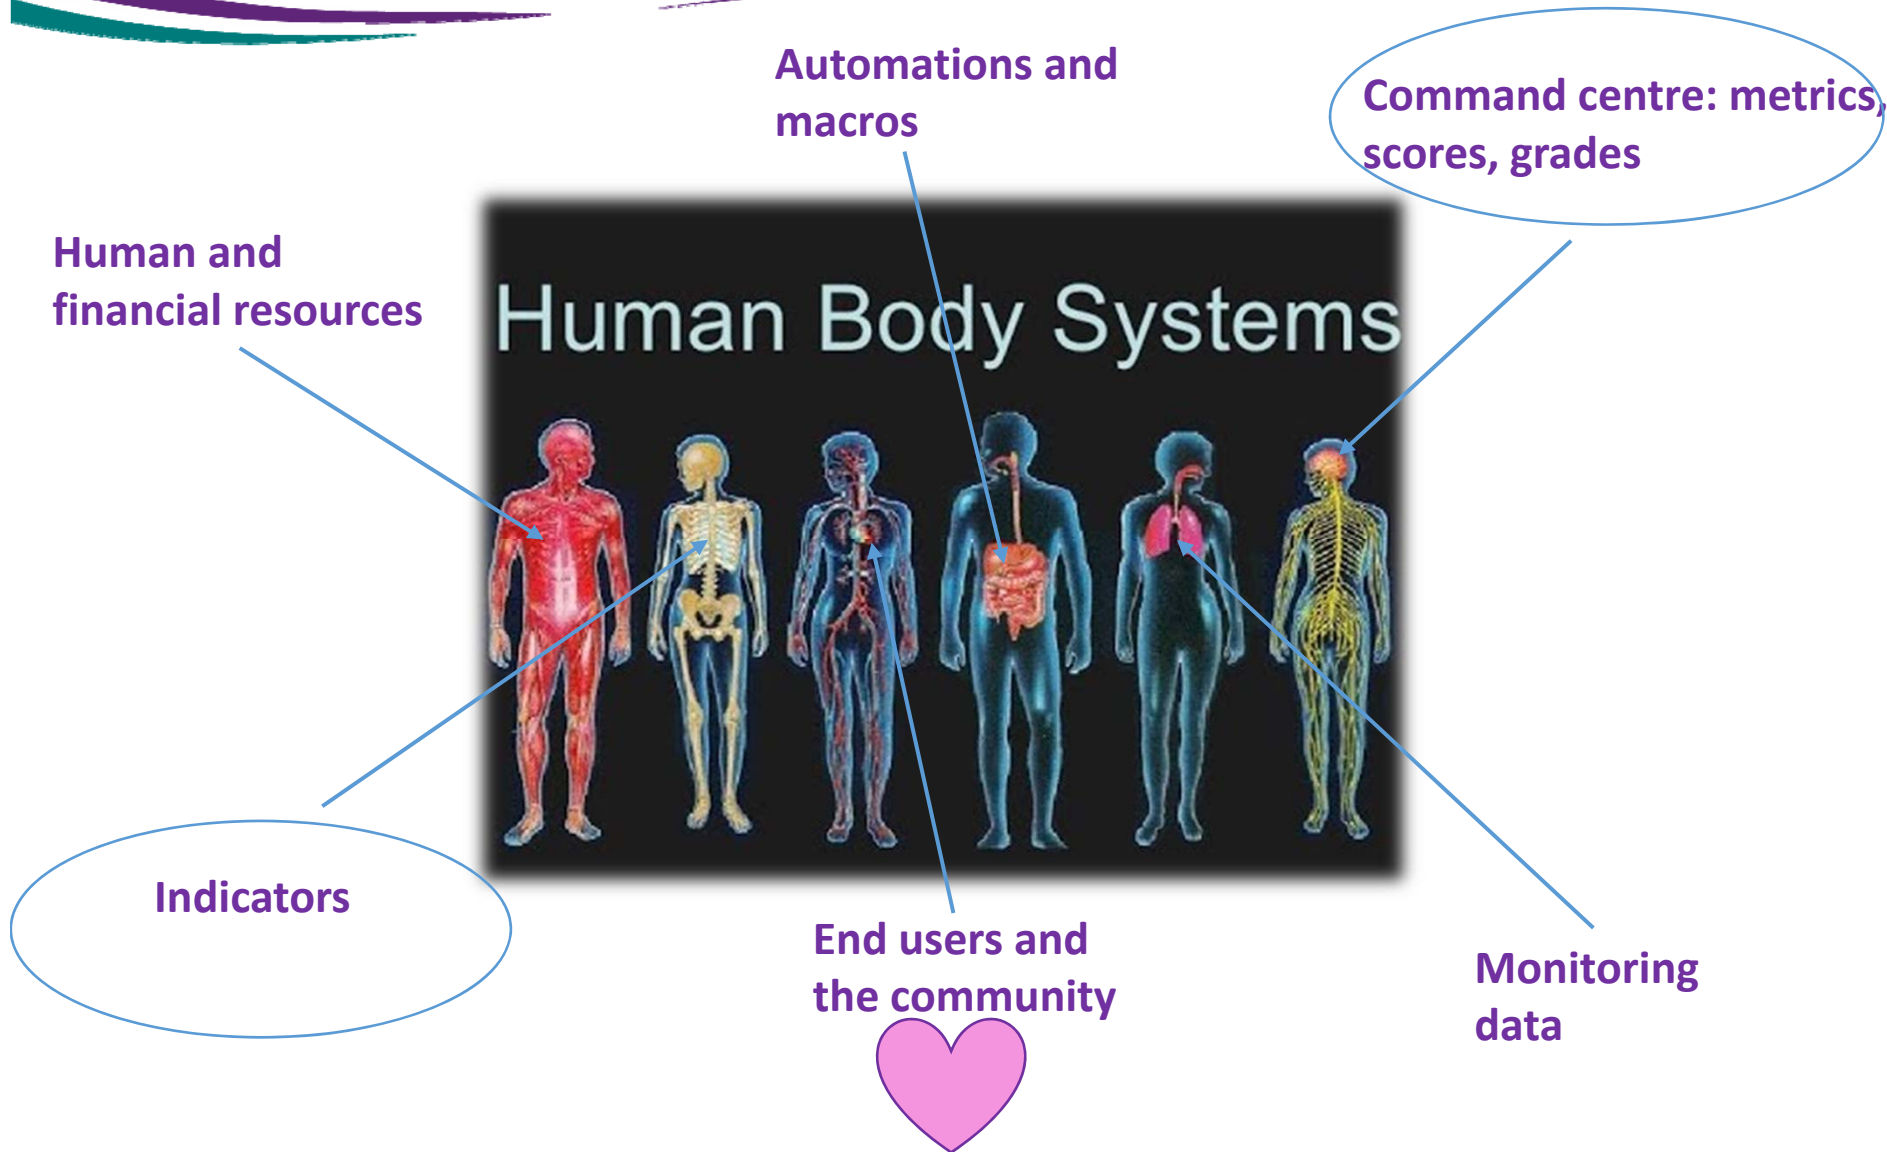 Automations and
macros
Command centre: metrics,
scores, grades
Human and
financial resources
Human Body Systems
Indicators
End users and
the community
Monitoring
data